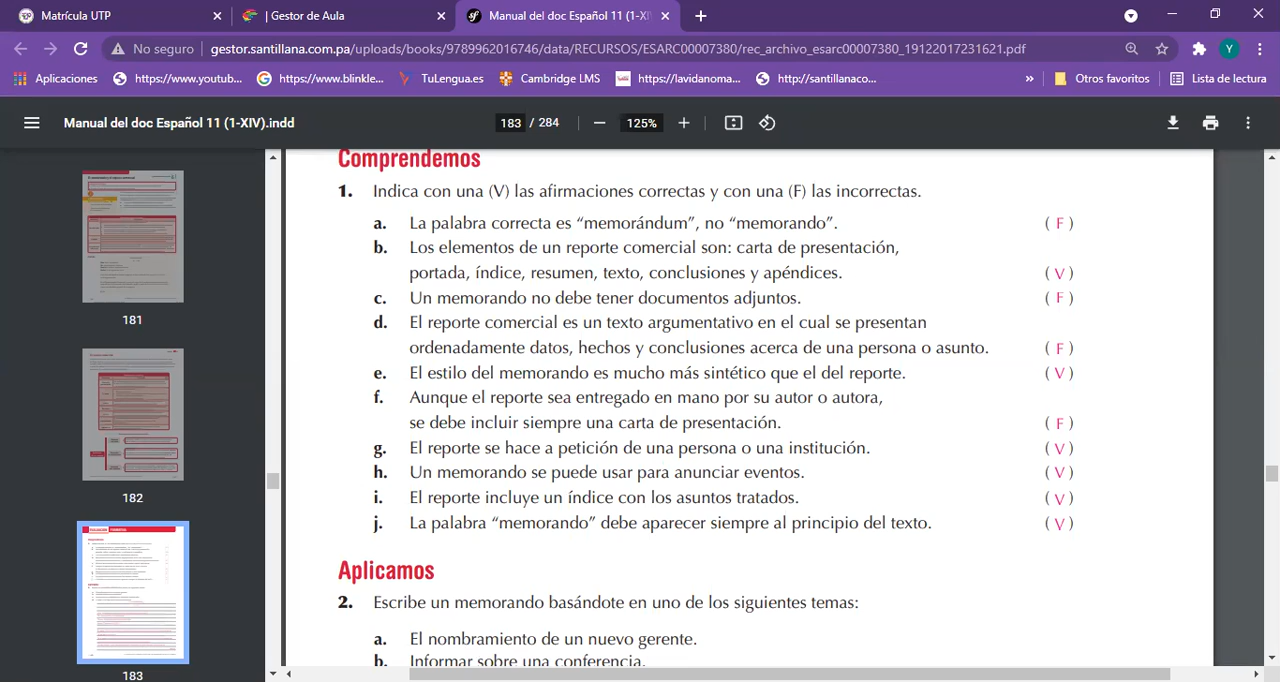 Matrícula UTP
| Gestor de Aula
Manual del doc Español 11 (1-XI
No seguro
gestor.santillana.com.pa/uploads/books/9789962016746/data/RECURSOS/ESARC00007380/rec_archivo_esarc00007380_19122017231621.pdf
Y
Aplicaciones
https://www.youtub...
https://www.blinkle...
TuLengua.es
Cambridge LMS
https://lavidanoma...
http://santillanaco...
»
Otros favoritos
Lista de lectura
Manual del doc Español 11 (1-XIV).indd
183 / 284
125%
181
182
183
Comprendemos
1. Indica con una (V) las afirmaciones correctas y con una (F) las incorrectas.
a. La palabra correcta es “memorándum”, no “memorando”. ( F )
b. Los elementos de un reporte comercial son: carta de presentación,
portada, índice, resumen, texto, conclusiones y apéndices. ( V )
c. Un memorando no debe tener documentos adjuntos. ( F )
d. El reporte comercial es un texto argumentativo en el cual se presentan
ordenadamente datos, hechos y conclusiones acerca de una persona o asunto. ( F )
e. El estilo del memorando es mucho más sintético que el del reporte. ( V )
f. Aunque el reporte sea entregado en mano por su autor o autora,
se debe incluir siempre una carta de presentación. ( F )
g. El reporte se hace a petición de una persona o una institución. ( V )
h. Un memorando se puede usar para anunciar eventos. ( V )
i. El reporte incluye un índice con los asuntos tratados. ( V )
j. La palabra “memorando” debe aparecer siempre al principio del texto. ( V )
Aplicamos
2. Escribe un memorando basándote en uno de los siguientes temas:
a. El nombramiento de un nuevo gerente.
b. Informar sobre una conferencia.